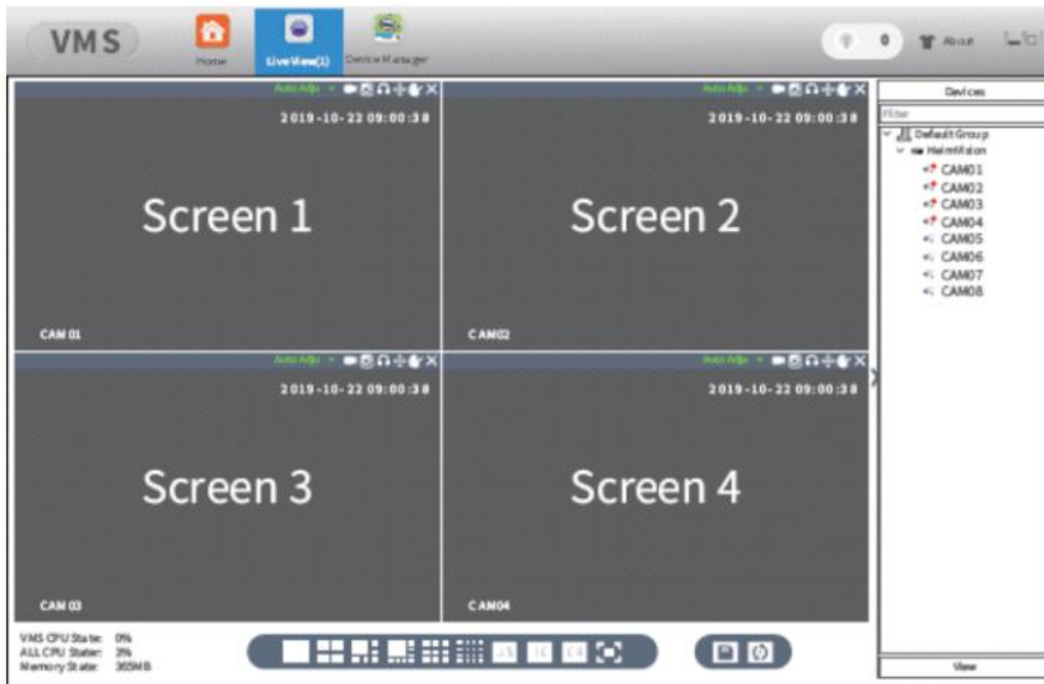 VMS
Home
Live View(1)
Device Manager
0
About
Auto Adju
2019-10-22 09:00:38
Screen 1
CAM01
Auto Adju
2019-10-22 09:00:38
Screen 2
CAM02
Auto Adju
2019-10-22 09:00:38
Screen 3
CAM03
Auto Adju
2019-10-22 09:00:38
Screen 4
CAM04
Devices
Filter
Default Group
HeimVision
CAM01
CAM02
CAM03
CAM04
CAM05
CAM06
CAM07
CAM08
View
VMS CPU State: 0%
ALL CPU Stater: 3%
Memory State: 365MB